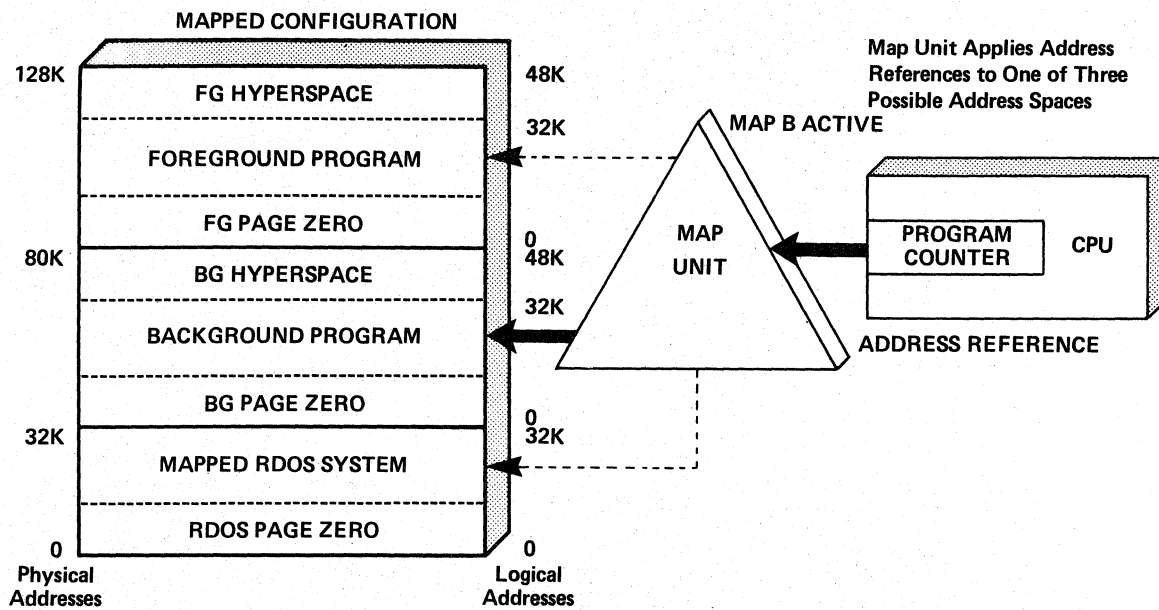 MAPPED CONFIGURATION
128K
FG HYPERSPACE
48K
32K
FOREGROUND PROGRAM
FG PAGE ZERO
0
80K
48K
BG HYPERSPACE
32K
BACKGROUND PROGRAM
BG PAGE ZERO
0
32K
32K
MAPPED RDOS SYSTEM
RDOS PAGE ZERO
0
0
Physical
Addresses
Logical
Addresses
Map Unit Applies Address
References to One of Three
Possible Address Spaces
MAP B ACTIVE
MAP
UNIT
PROGRAM
COUNTER
CPU
ADDRESS REFERENCE